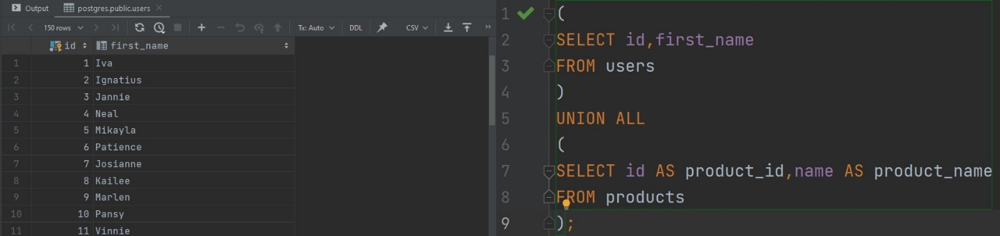 Output postgres.public.users
150 rows Tx: Auto DDL CSV
id first_name
1 1 Iva
2 2 Ignatius
3 3 Jannie
4 4 Neal
5 5 Mikayla
6 6 Patience
7 7 Josianne
8 8 Kailee
9 9 Marlen
10 10 Pansy
11 11 Vinnie
1 (
2 SELECT id,first_name
3 FROM users
4 )
5 UNION ALL
6 (
7 SELECT id AS product_id,name AS product_name
8 FROM products
9 );